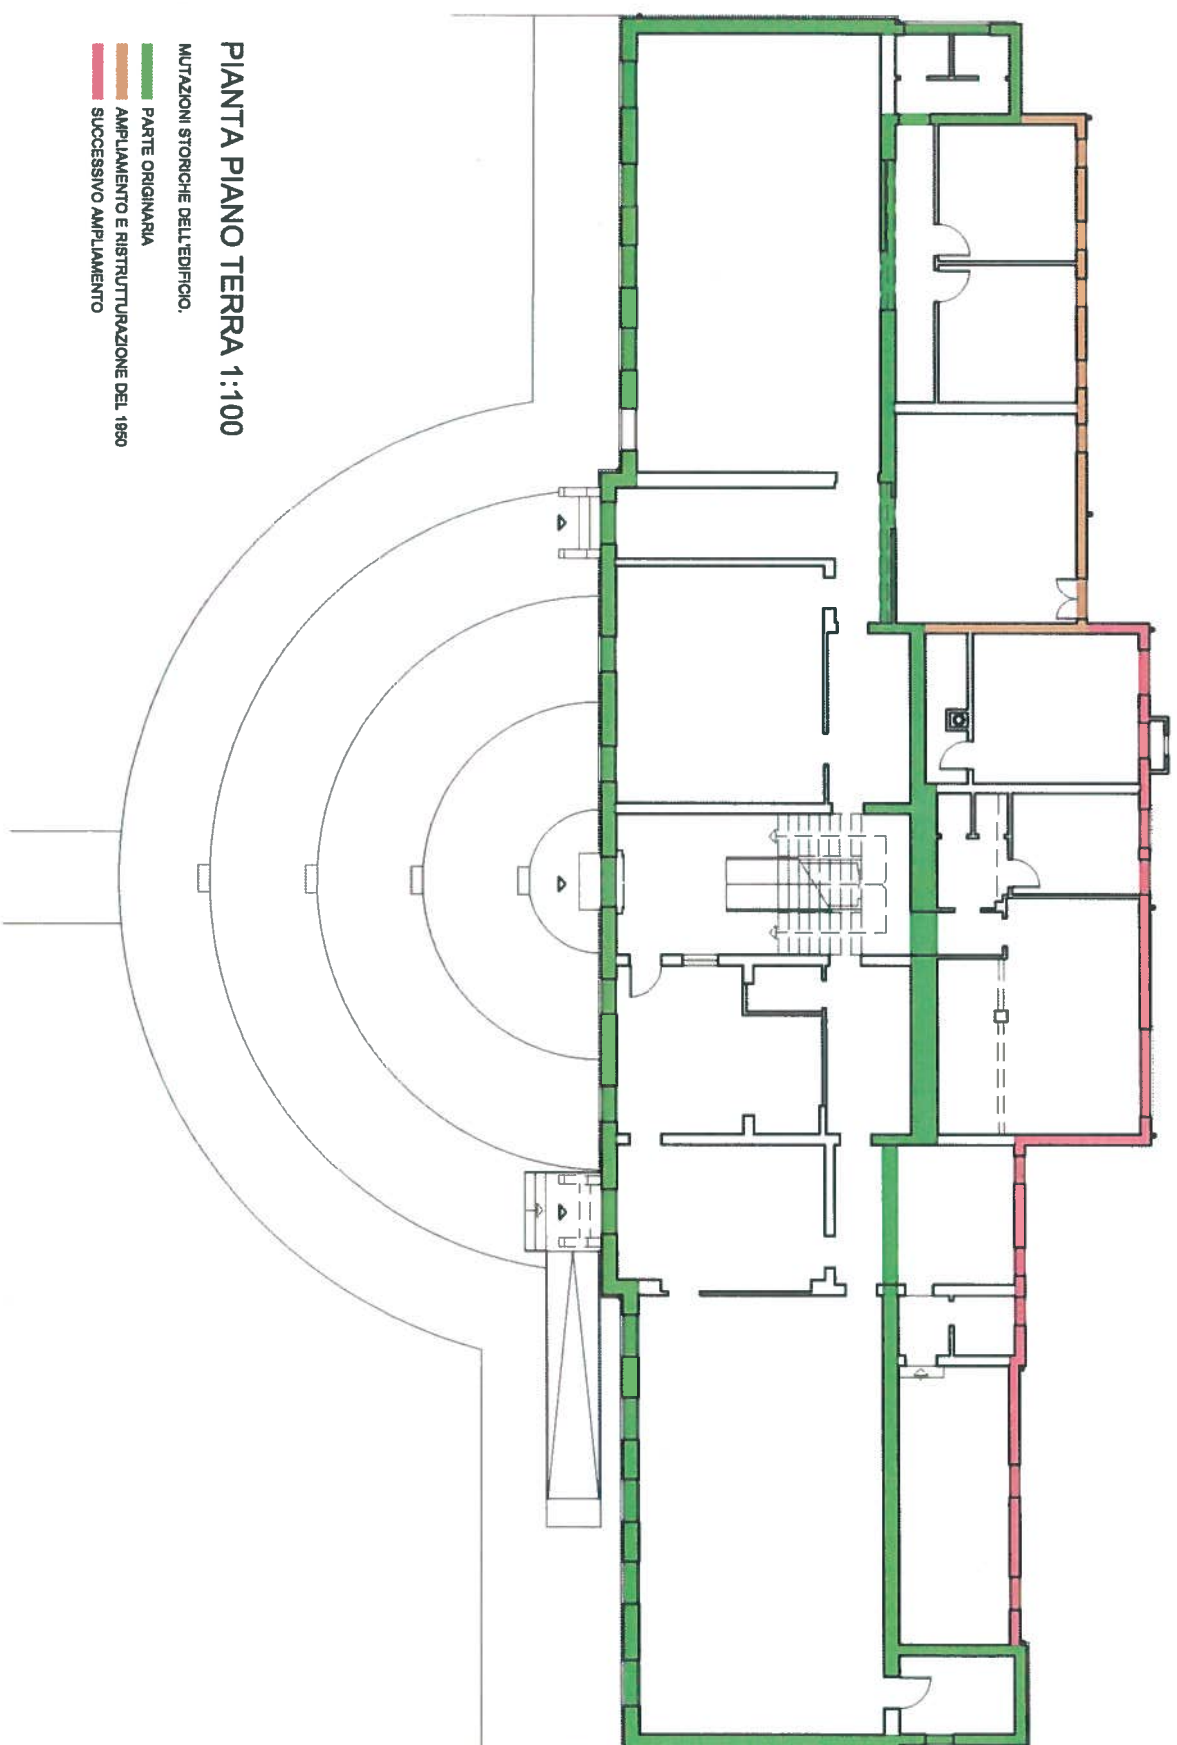 PIANTA PIANO TERRA 1:100
MUTAZIONI STORICHE DELL'EDIFICIO.
PARTE ORIGINARIA
AMPLIAMENTO E RISTRUTTURAZIONE DEL 1950
SUCCESSIVO AMPLIAMENTO